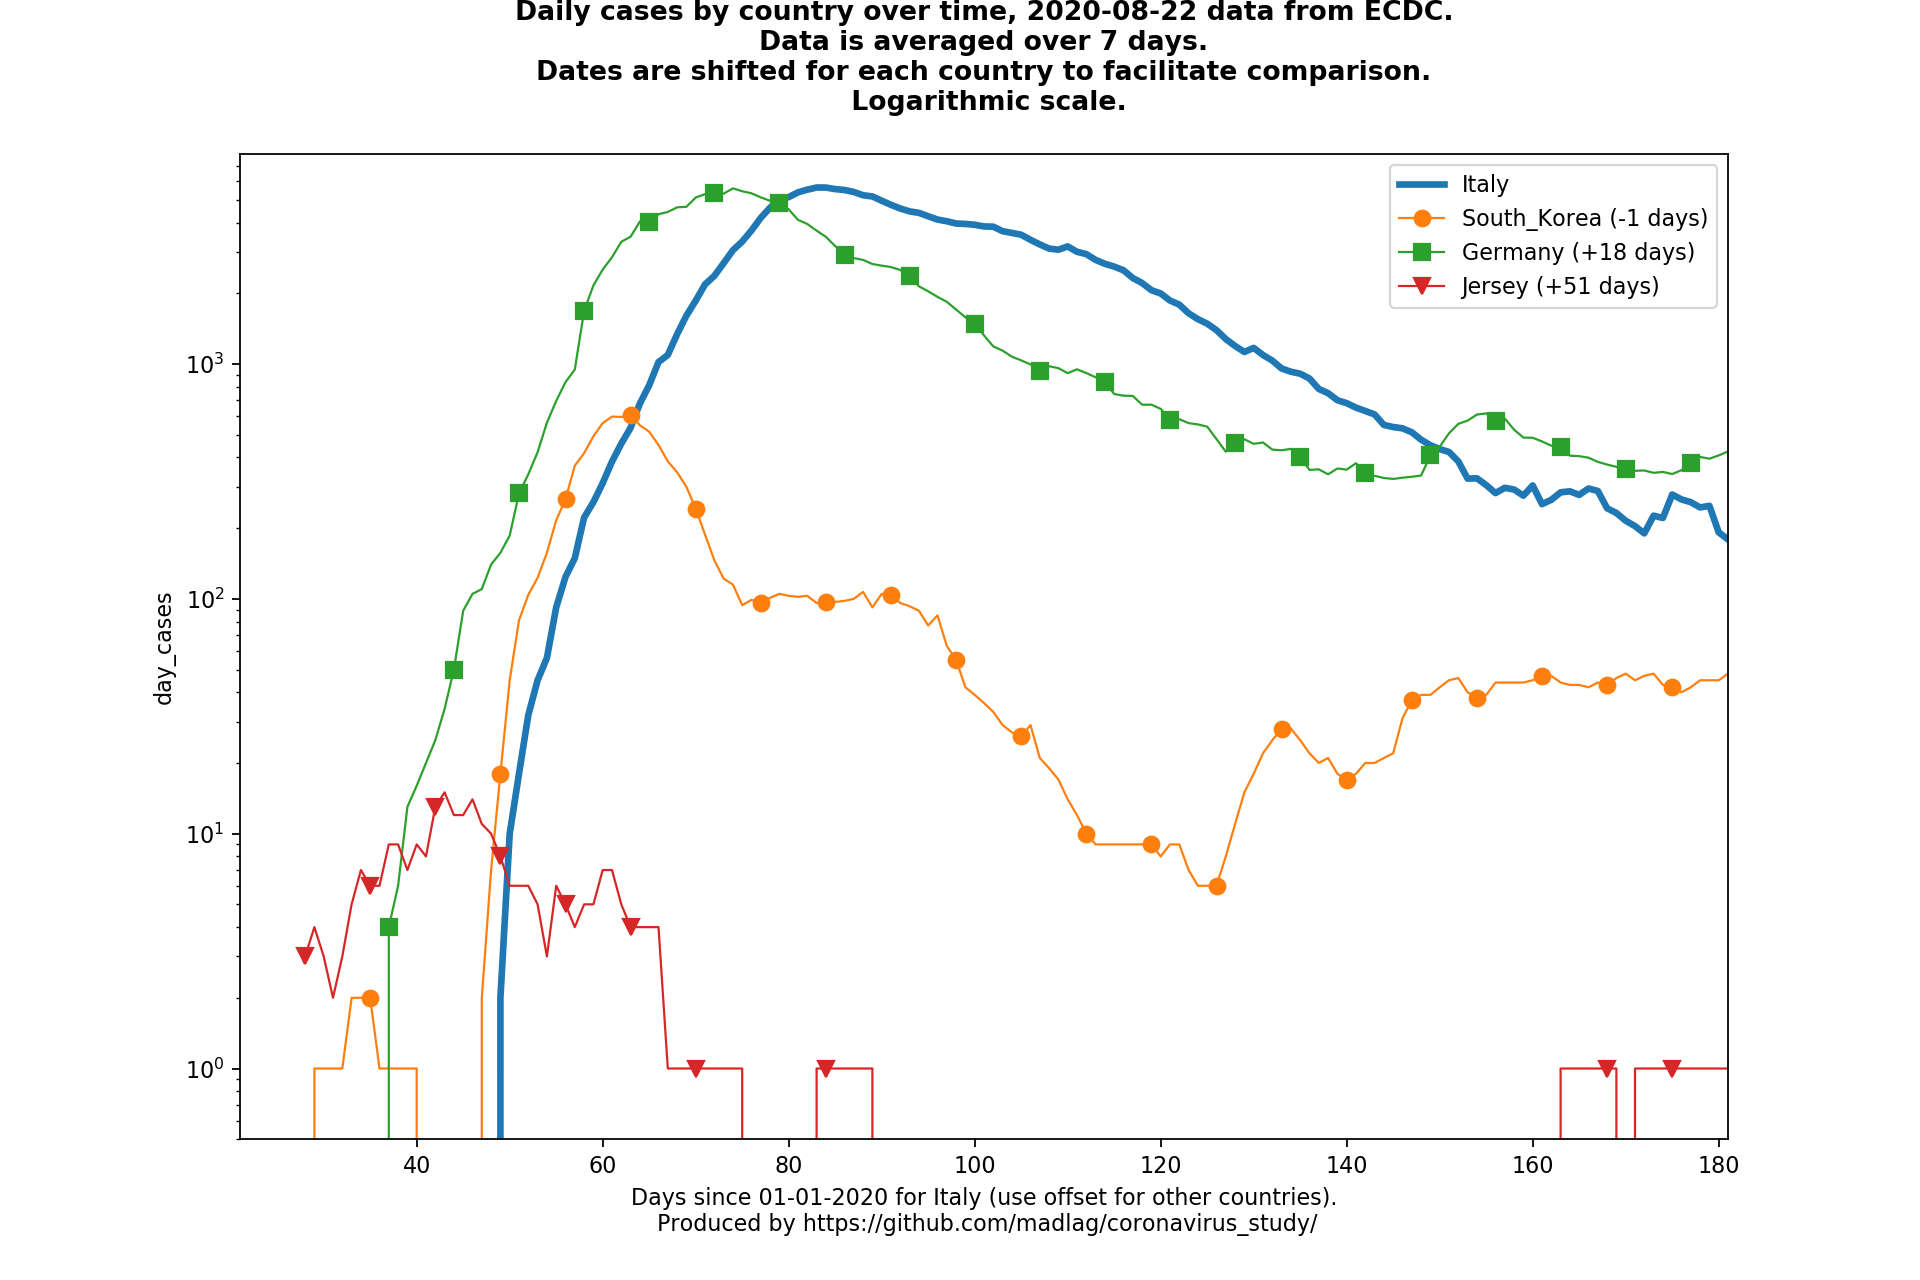 Daily cases by country over time, 2020-08-22 data from ECDC.
Data is averaged over 7 days.
Dates are shifted for each country to facilitate comparison.
Logarithmic scale.
Italy
South_Korea (-1 days)
Germany (+18 days)
Jersey (+51 days)
day_cases
10³
10²
10¹
10⁰
40 60 80 100 120 140 160 180
Days since 01-01-2020 for Italy (use offset for other countries).
Produced by https://github.com/madlag/coronavirus_study/